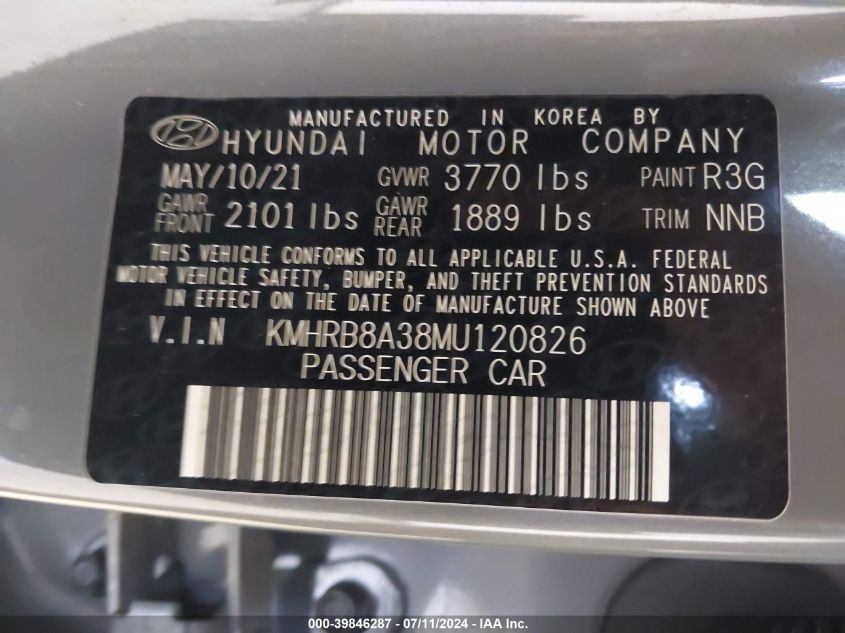 MANUFACTURED IN KOREA BY
HYUNDAI MOTOR COMPANY
MAY/10/21 GVWR 3770 lbs PAINT R3G
GAWR FRONT 2101 lbs GAWR REAR 1889 lbs TRIM NNB
THIS VEHICLE CONFORMS TO ALL APPLICABLE U.S.A. FEDERAL
MOTOR VEHICLE SAFETY, BUMPER, AND THEFT PREVENTION STANDARDS
IN EFFECT ON THE DATE OF MANUFACTURE SHOWN ABOVE
V.I.N KMHRB8A38MU120826
PASSENGER CAR
000-39846287 - 07/11/2024 - IAA Inc.